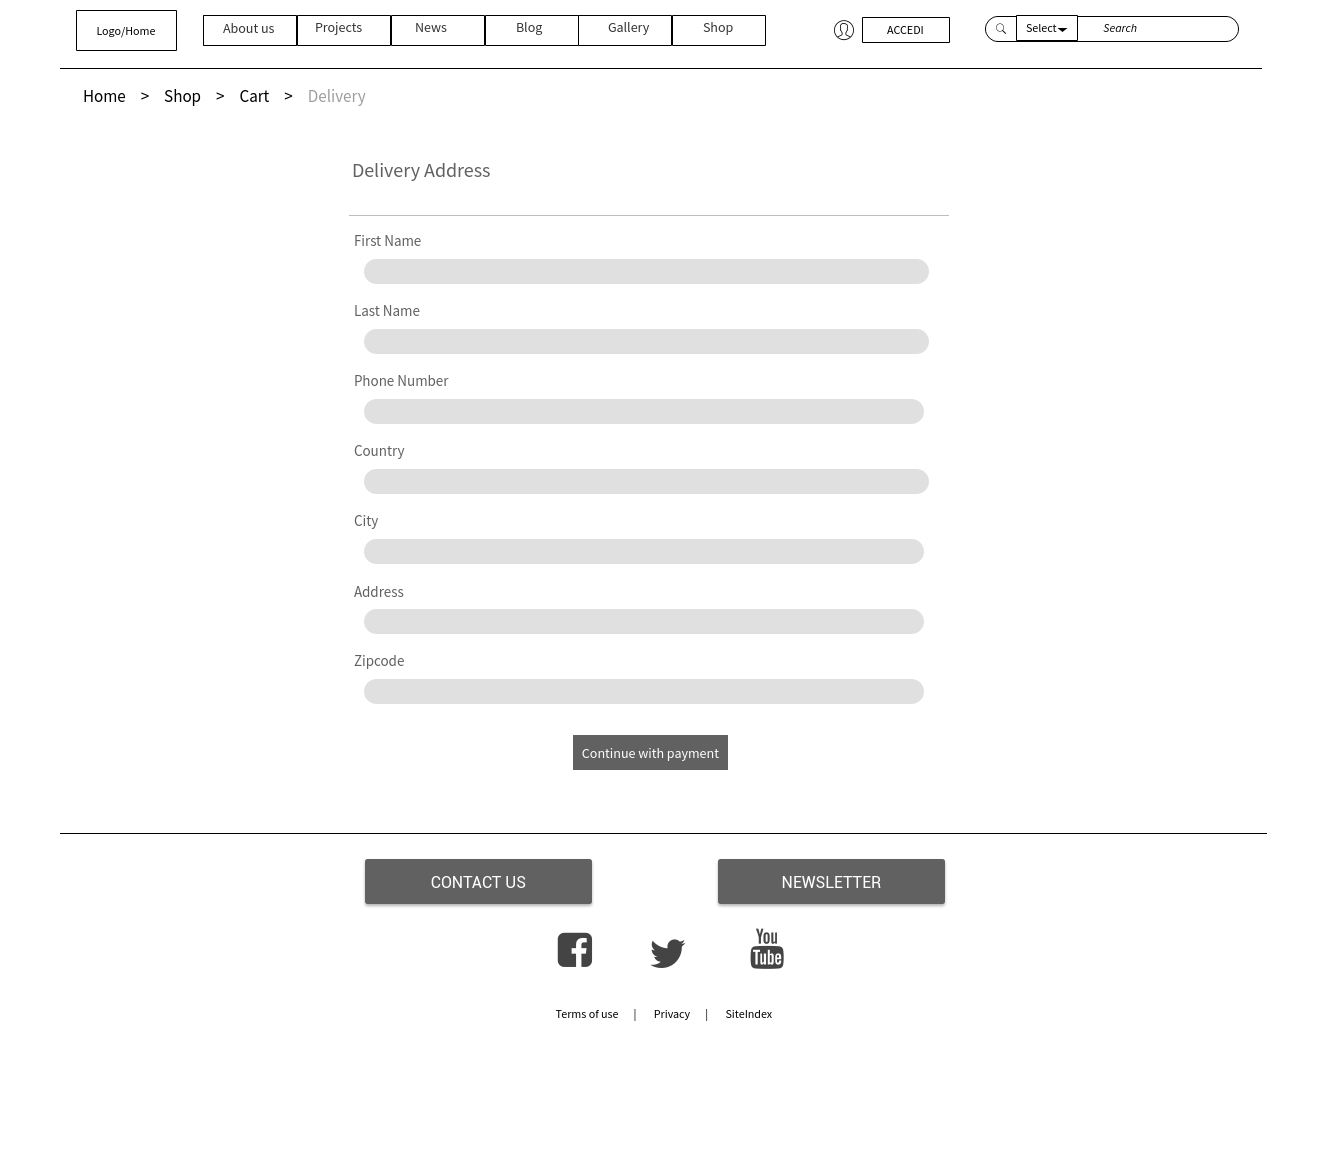 Logo/Home About us Projects News Blog Gallery Shop ACCEDI Select Search
Home > Shop > Cart > Delivery
Delivery Address
First Name
Last Name
Phone Number
Country
City
Address
Zipcode
Continue with payment
CONTACT US NEWSLETTER
You
Tube
Terms of use | Privacy | SiteIndex